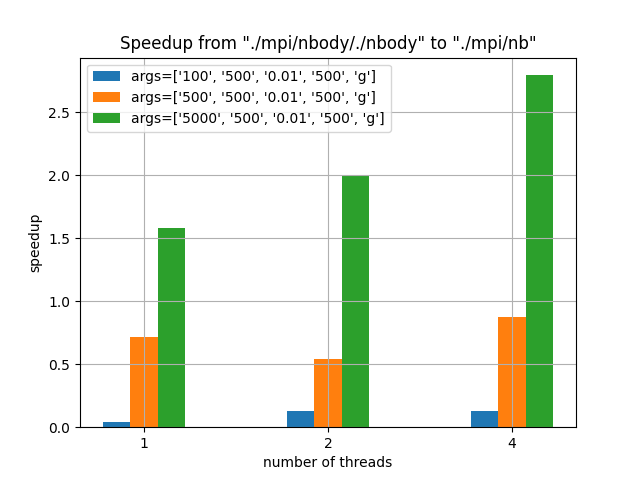 Speedup from "./mpi/nbody/./nbody" to "./mpi/nb"
args=['100', '500', '0.01', '500', 'g']
args=['500', '500', '0.01', '500', 'g']
args=['5000', '500', '0.01', '500', 'g']
2.5
2.0
1.5
1.0
0.5
0.0
speedup
1 2 4
number of threads